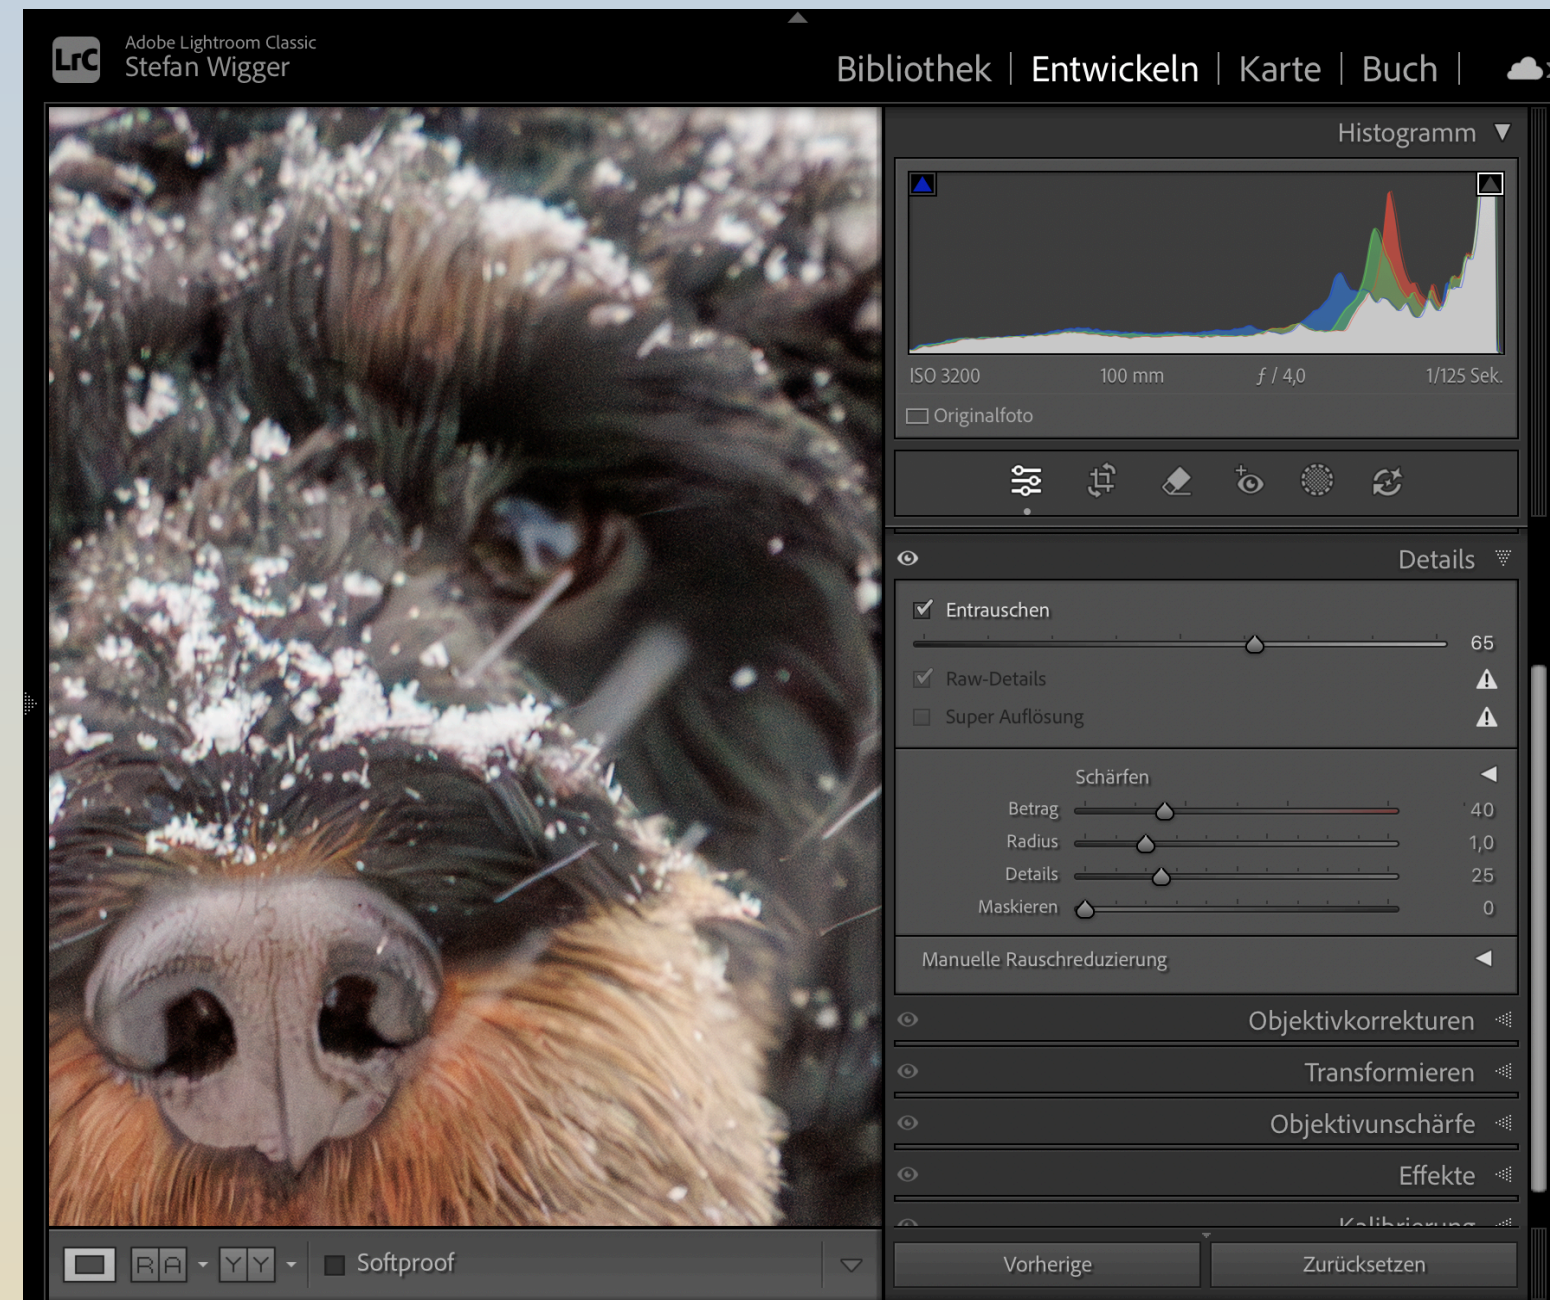 LrC
Adobe Lightroom Classic
Stefan Wigger
Bibliothek | Entwickeln | Karte | Buch |
Histogramm
ISO 3200 100 mm ƒ / 4,0 1/125 Sek.
Originalfoto
Details
Entrauschen
65
Raw-Details
Super Auflösung
Schärfen
Betrag 40
Radius 1,0
Details 25
Maskieren 0
Manuelle Rauschreduzierung
Objektivkorrekturen
Transformieren
Objektivunschärfe
Effekte
Kalibrierung
R A Y Y Softproof
Vorherige Zurücksetzen